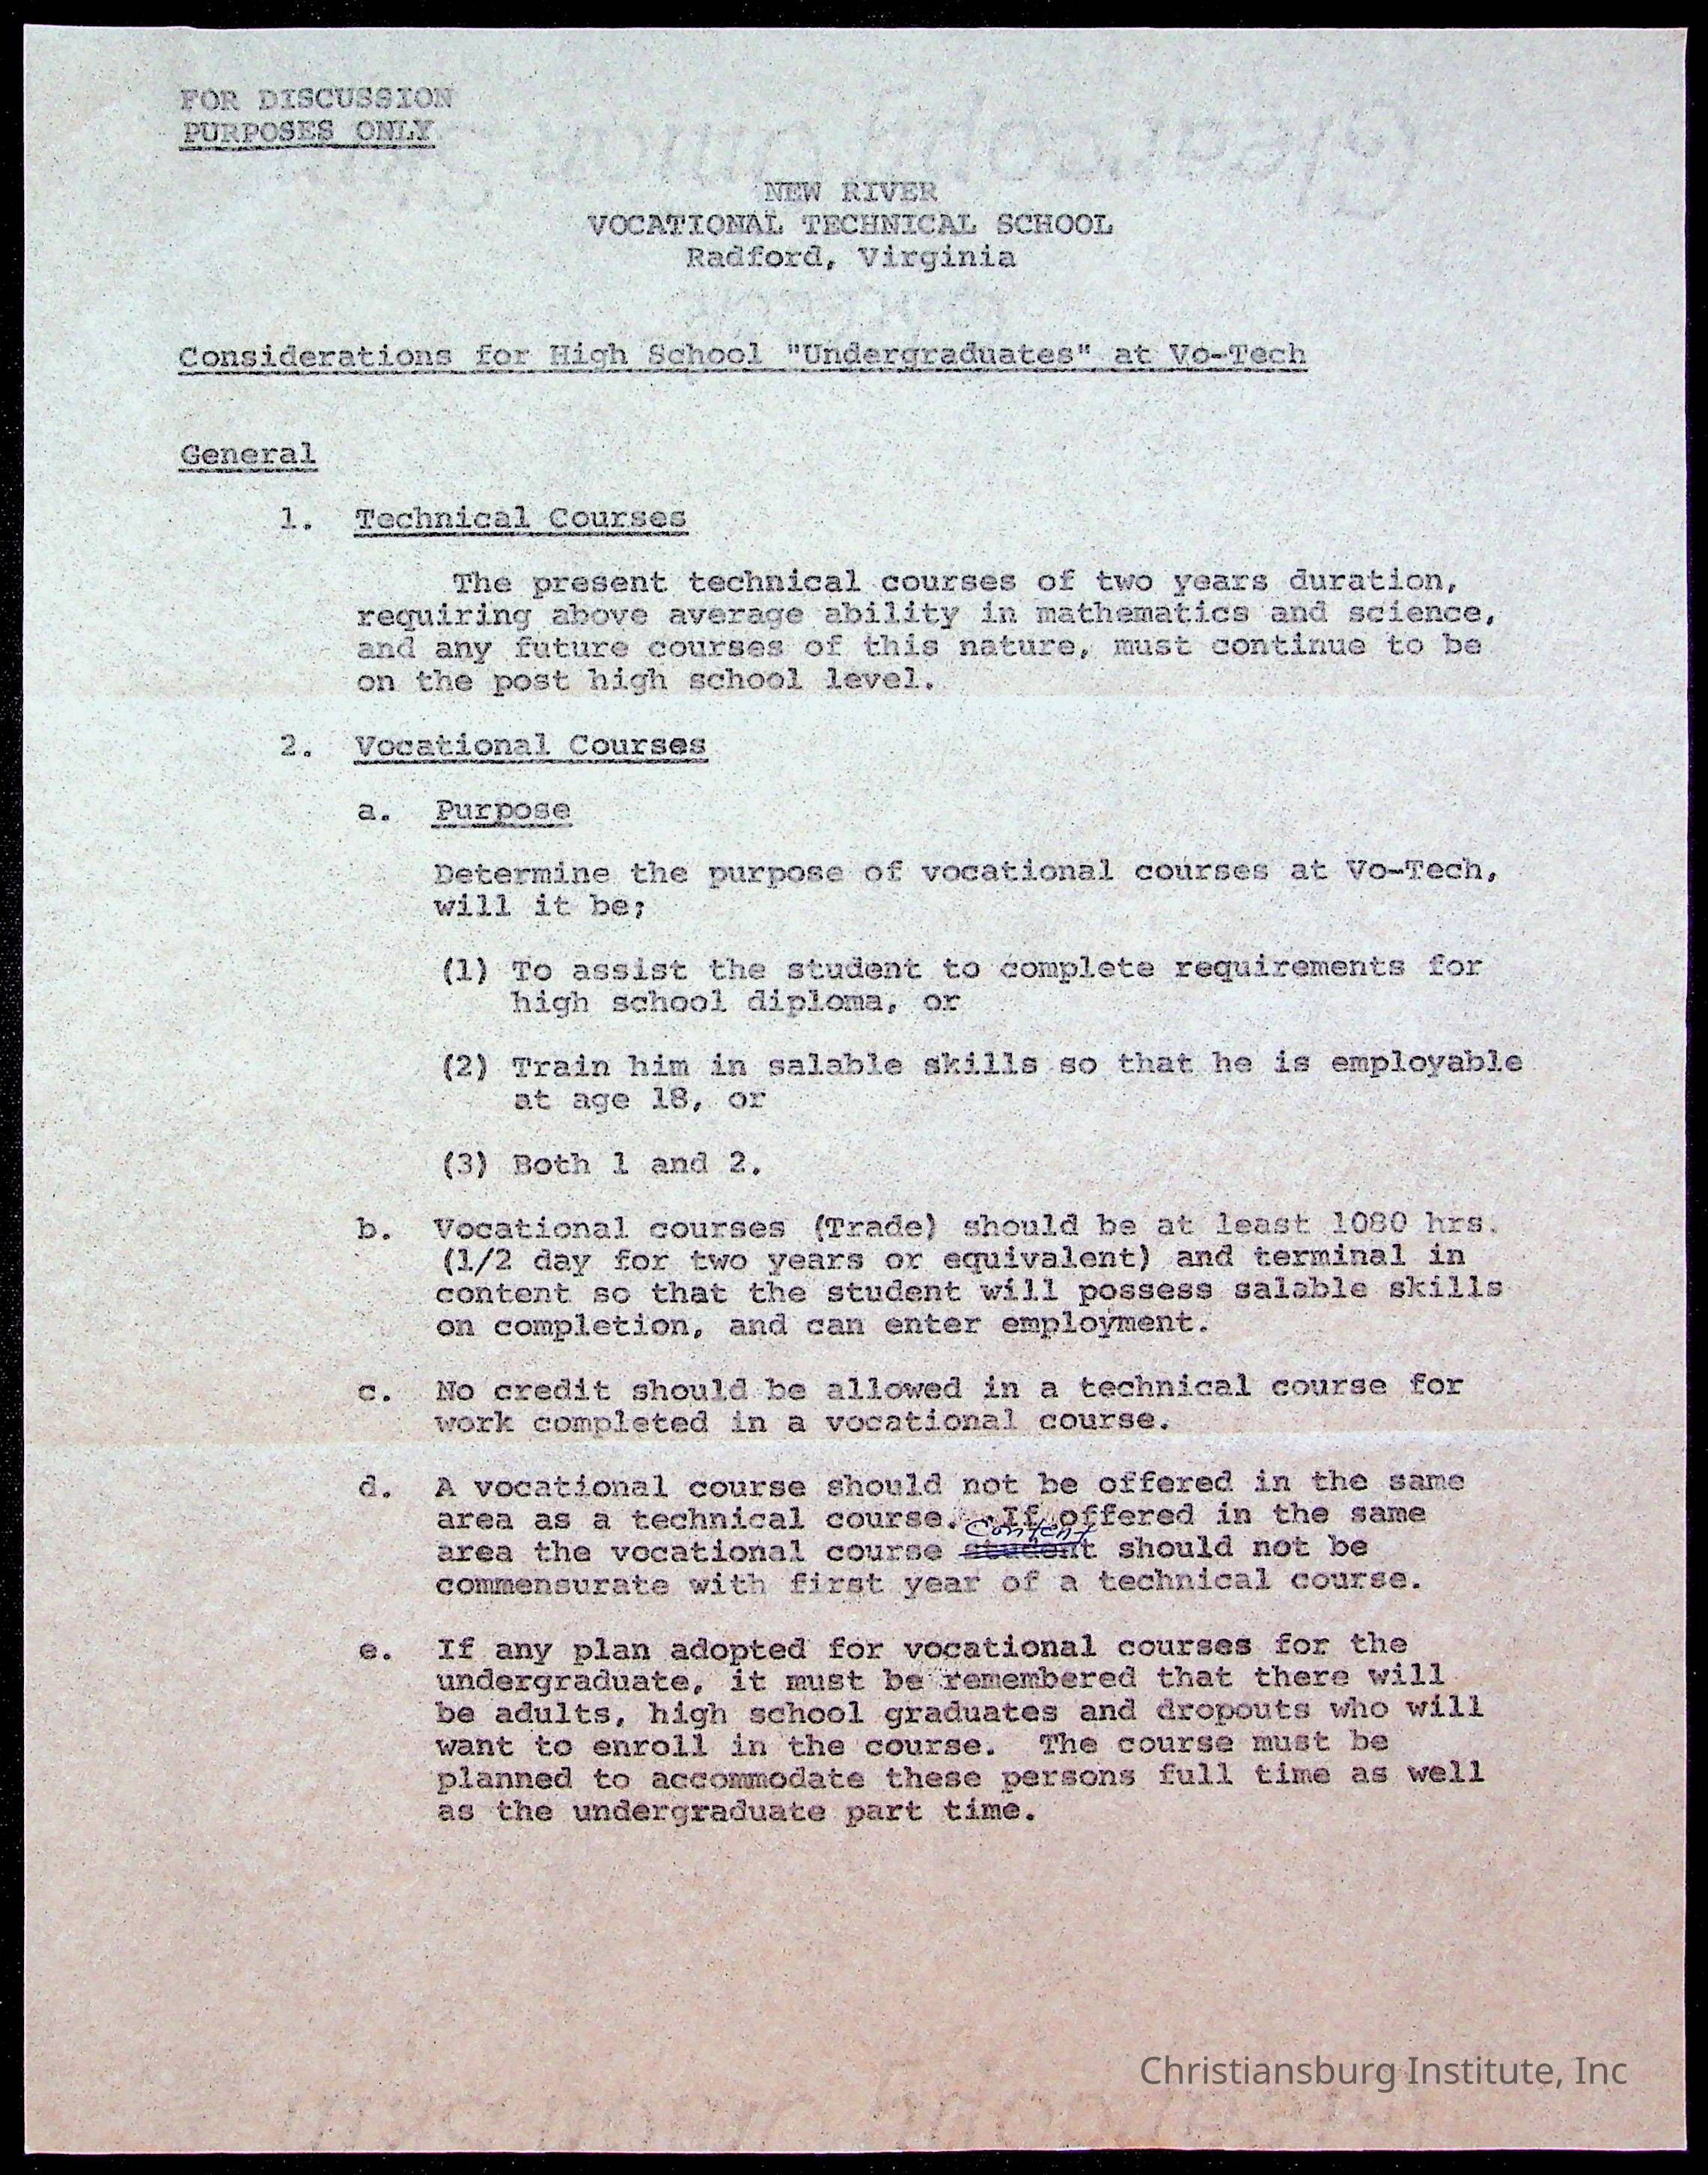 FOR DISCUSSION
PURPOSES ONLY
NEW RIVER
VOCATIONAL TECHNICAL SCHOOL
Radford, Virginia
Considerations for High School "Undergraduates" at Vo-Tech
General
1. Technical Courses
The present technical courses of two years duration,
requiring above average ability in mathematics and science,
and any future courses of this nature, must continue to be
on the post high school level.
2. Vocational Courses
a. Purpose
Determine the purpose of vocational courses at Vo-Tech,
will it be;
(1) To assist the student to complete requirements for
high school diploma, or
(2) Train him in salable skills so that he is employable
at age 18, or
(3) Both 1 and 2.
b. Vocational courses (Trade) should be at least 1080 hrs.
(1/2 day for two years or equivalent) and terminal in
content so that the student will possess salable skills
on completion, and can enter employment.
c. No credit should be allowed in a technical course for
work completed in a vocational course.
d. A vocational course should not be offered in the same
area as a technical course. If offered in the same
Content
area the vocational course student should not be
commensurate with first year of a technical course.
e. If any plan adopted for vocational courses for the
undergraduate, it must be remembered that there will
be adults, high school graduates and dropouts who will
want to enroll in the course. The course must be
planned to accommodate these persons full time as well
as the undergraduate part time.
Christiansburg Institute, Inc